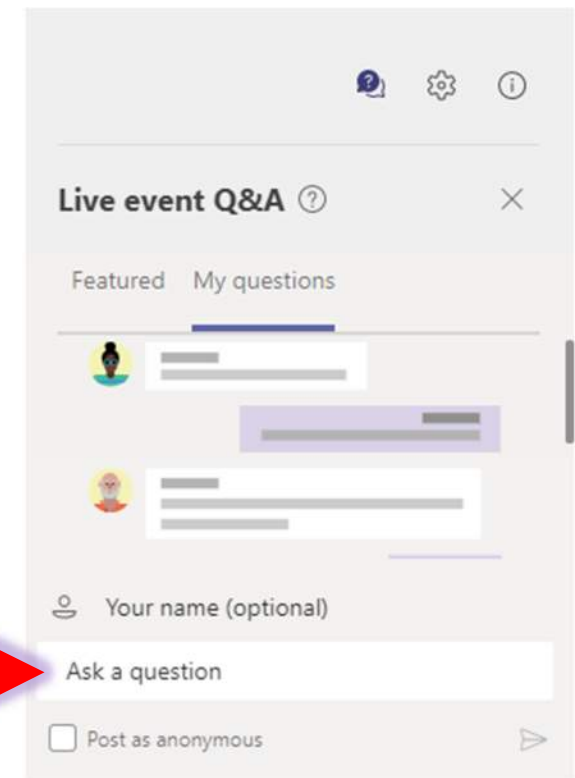 Live event Q&A
Featured My questions
Your name (optional)
Ask a question
Post as anonymous